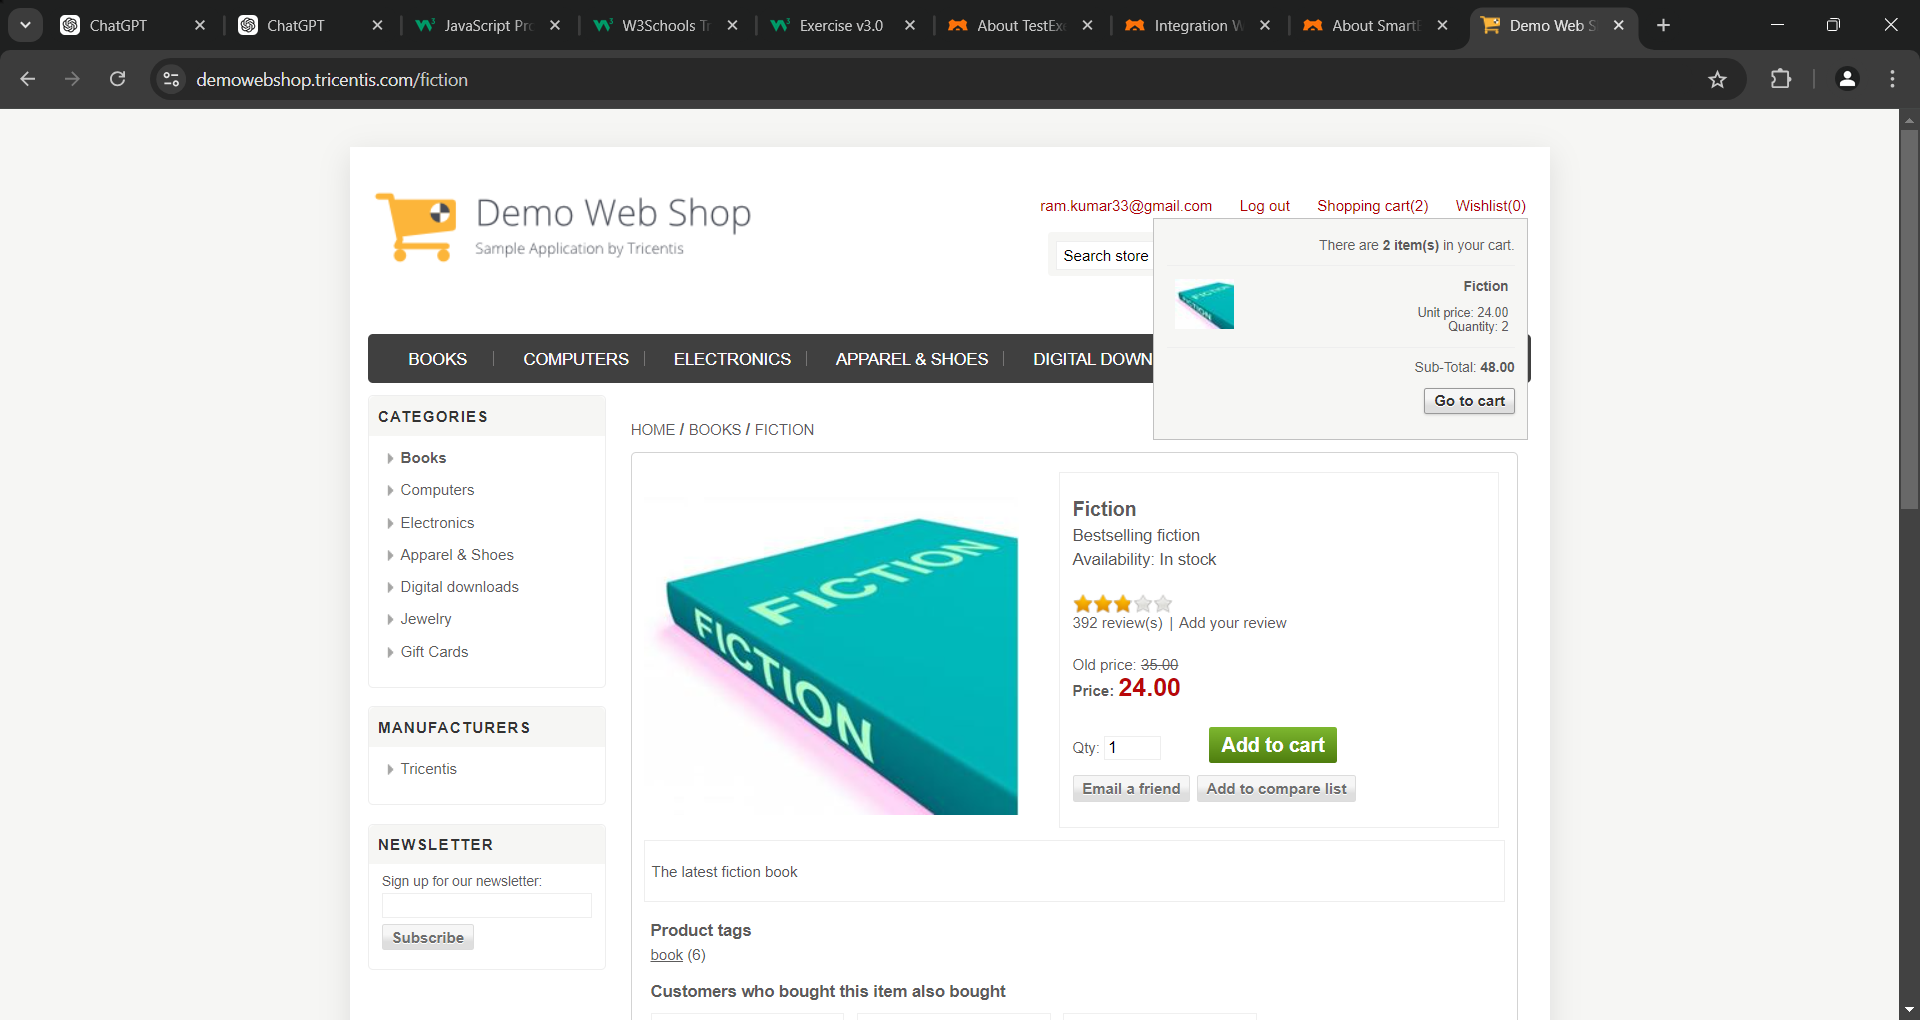 ChatGPT
ChatGPT
JavaScript Pr
W3Schools Tr
Exercise v3.0
About TestEx
Integration W
About Smart
Demo Web S
demowebshop.tricentis.com/fiction
Demo Web Shop
Sample Application by Tricentis
ram.kumar33@gmail.com Log out Shopping cart(2) Wishlist(0)
Search store
There are 2 item(s) in your cart.
Fiction
Unit price: 24.00
Quantity: 2
Sub-Total: 48.00
Go to cart
BOOKS COMPUTERS ELECTRONICS APPAREL & SHOES DIGITAL DOWN
CATEGORIES
Books
Computers
Electronics
Apparel & Shoes
Digital downloads
Jewelry
Gift Cards
MANUFACTURERS
Tricentis
NEWSLETTER
Sign up for our newsletter:
Subscribe
HOME / BOOKS / FICTION
FICTION
FICTION
Fiction
Bestselling fiction
Availability: In stock
392 review(s) | Add your review
Old price: 35.00
Price: 24.00
Qty: 1
Add to cart
Email a friend
Add to compare list
The latest fiction book
Product tags
book (6)
Customers who bought this item also bought